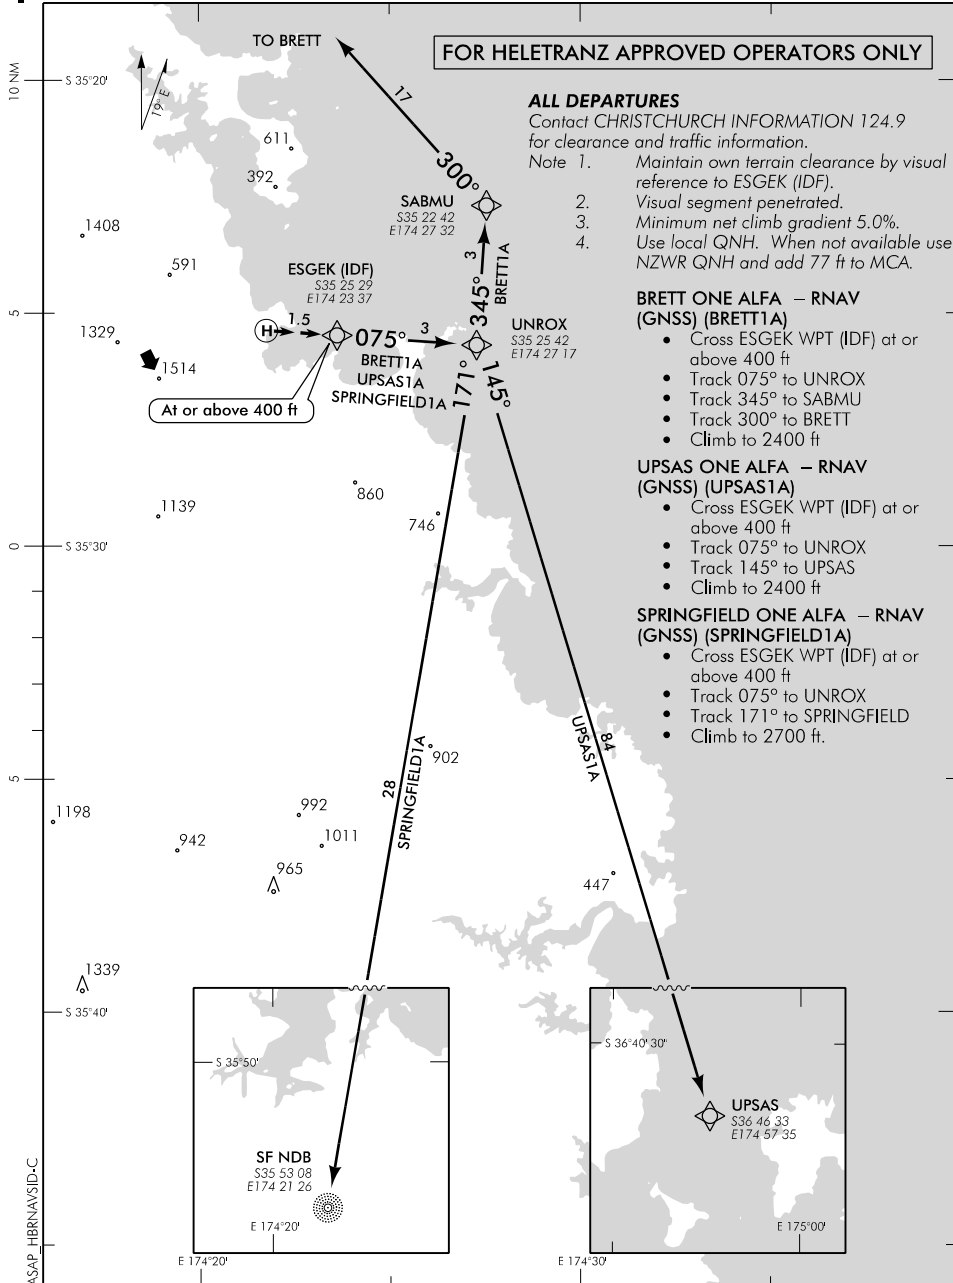 TO BRETT
FOR HELETRANZ APPROVED OPERATORS ONLY
10 NM
S 35°20'
19° E
17
ALL DEPARTURES
Contact CHRISTCHURCH INFORMATION 124.9
for clearance and traffic information.
Note 1. Maintain own terrain clearance by visual
reference to ESGEK (IDF).
2. Visual segment penetrated.
3. Minimum net climb gradient 5.0%.
4. Use local QNH. When not available use
NZWR QNH and add 77 ft to MCA.
611
392
300°
SABMU
S35 22 42
E174 27 32
1408
591
3
BRETT1A
345°
ESGEK (IDF)
S35 25 29
E174 23 37
5
1329
H
1.5
075°
3
UNROX
S35 25 42
E174 27 17
BRETT1A
UPSAS1A
SPRINGFIELD1A
171°
145°
1514
At or above 400 ft
BRETT ONE ALFA – RNAV
(GNSS) (BRETT1A)
• Cross ESGEK WPT (IDF) at or
above 400 ft
• Track 075° to UNROX
• Track 345° to SABMU
• Track 300° to BRETT
• Climb to 2400 ft
UPSAS ONE ALFA – RNAV
(GNSS) (UPSAS1A)
• Cross ESGEK WPT (IDF) at or
above 400 ft
• Track 075° to UNROX
• Track 145° to UPSAS
• Climb to 2400 ft
SPRINGFIELD ONE ALFA – RNAV
(GNSS) (SPRINGFIELD1A)
• Cross ESGEK WPT (IDF) at or
above 400 ft
• Track 075° to UNROX
• Track 171° to SPRINGFIELD
• Climb to 2700 ft.
860
1139
746
0
S 35°30'
902
84
UPSAS1A
28
SPRINGFIELD1A
5
1198
992
942
1011
965
447
1339
S 35°40'
S 35°50'
SF NDB
S35 53 08
E174 21 26
E 174°20'
S 36°40' 30"
UPSAS
S36 46 33
E174 57 35
E 175°00'
E 174°20'
E 174°30'
ASAP_HBRNAVSID-C